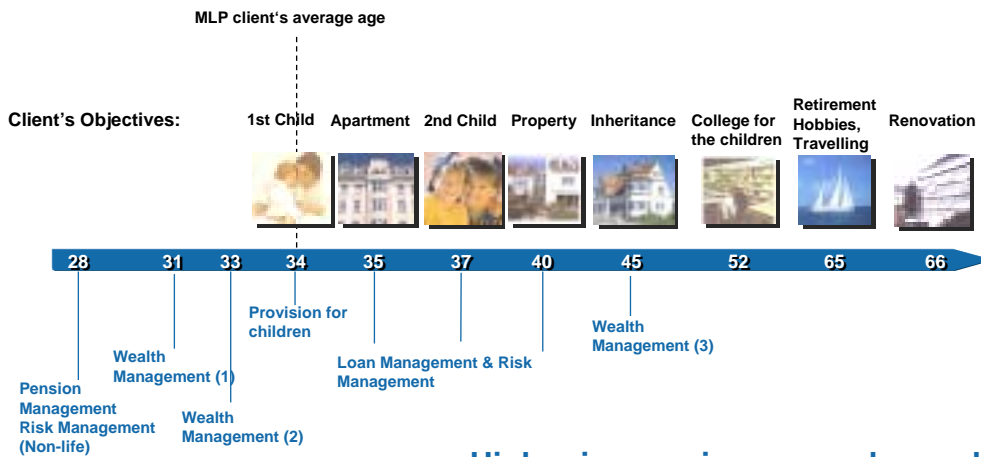 MLP client‘s average age
Client’s Objectives:
1st Child
Apartment
2nd Child
Property
Inheritance
College for
the children
Retirement
Hobbies,
Travelling
Renovation
28
31
33
34
35
37
40
45
52
65
66
Pension
Management
Risk Management
(Non-life)
Wealth
Management (1)
Wealth
Management (2)
Provision for
children
Loan Management & Risk
Management
Wealth
Management (3)